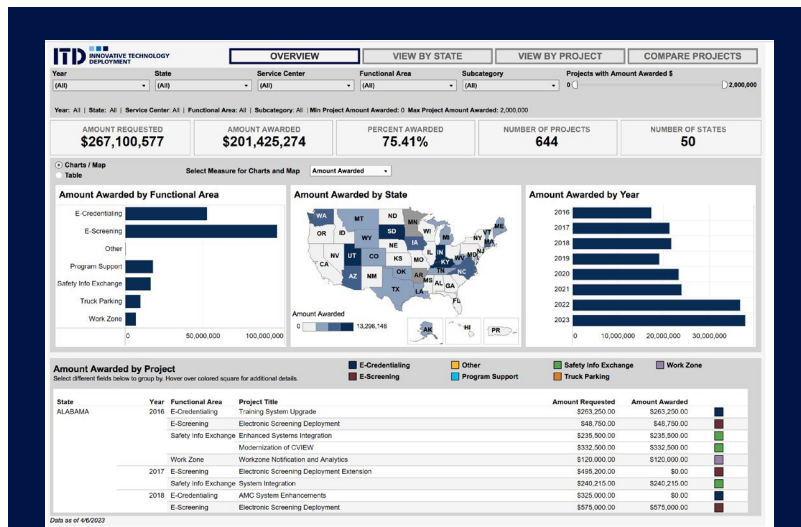 ITD INNOVATIVE TECHNOLOGY
DEPLOYMENT
OVERVIEW
VIEW BY STATE
VIEW BY PROJECT
COMPARE PROJECTS
Year
State
Service Center
Functional Area
Subcategory
Projects with Amount Awarded $
(All)
(All)
(All)
(All)
(All)
0
2,000,000
Year: All | State: All | Service Center: All | Functional Area: All | Subcategory: All | Min Project Amount Awarded: 0 Max Project Amount Awarded: 2,000,000
AMOUNT REQUESTED
$267,100,577
AMOUNT AWARDED
$201,425,274
PERCENT AWARDED
75.41%
NUMBER OF PROJECTS
644
NUMBER OF STATES
50
Charts / Map
Table
Select Measure for Charts and Map
Amount Awarded
Amount Awarded by Functional Area
E-Credentialing
E-Screening
Other
Program Support
Safety Info Exchange
Truck Parking
Work Zone
0 50,000,000 100,000,000
Amount Awarded by State
WA MT ND MN ME
OR ID SD WI MI NY VT MA
WY IA
NV UT CO NE KS MO IL IN KY WV MD NJ
CA AZ NM OK AR NC
TX LA MS AL GA FL
Amount Awarded
0 13,296,146
AK HI PR
Amount Awarded by Year
2016
2017
2018
2019
2020
2021
2022
2023
0 10,000,000 20,000,000 30,000,000
Amount Awarded by Project
Select different fields below to group by. Hover over colored square for additional details.
E-Credentialing Other Safety Info Exchange Work Zone
E-Screening Program Support Truck Parking
State Year Functional Area Project Title Amount Requested Amount Awarded
ALABAMA 2016 E-Credentialing Training System Upgrade $263,250.00 $263,250.00
E-Screening Electronic Screening Deployment $48,750.00 $48,750.00
Safety Info Exchange Enhanced Systems Integration $235,500.00 $235,500.00
Modernization of CVIEW $332,500.00 $332,500.00
Work Zone Workzone Notification and Analytics $120,000.00 $120,000.00
2017 E-Screening Electronic Screening Deployment Extension $495,200.00 $0.00
Safety Info Exchange System Integration $240,215.00 $240,215.00
2018 E-Credentialing AMC System Enhancements $325,000.00 $0.00
E-Screening Electronic Screening Deployment $575,000.00 $575,000.00
Data as of 4/6/2023